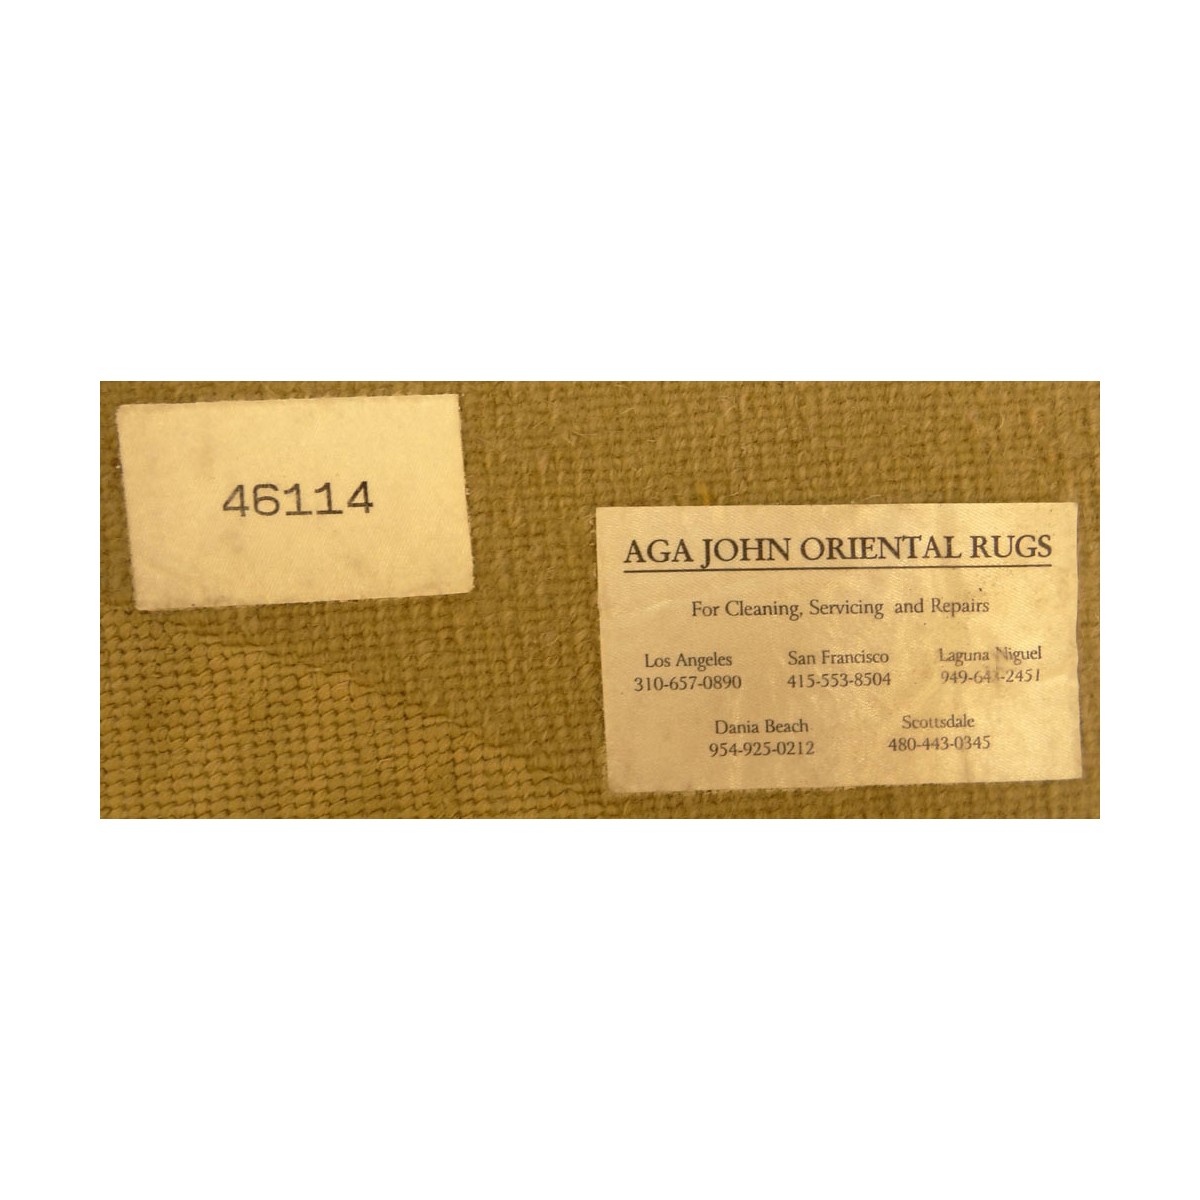 46114
AGA JOHN ORIENTAL RUGS
For Cleaning, Servicing and Repairs
Los Angeles San Francisco Laguna Niguel
310-657-0890 415-553-8504
Dania Beach Scottsdale
954-925-0212 480-443-0345